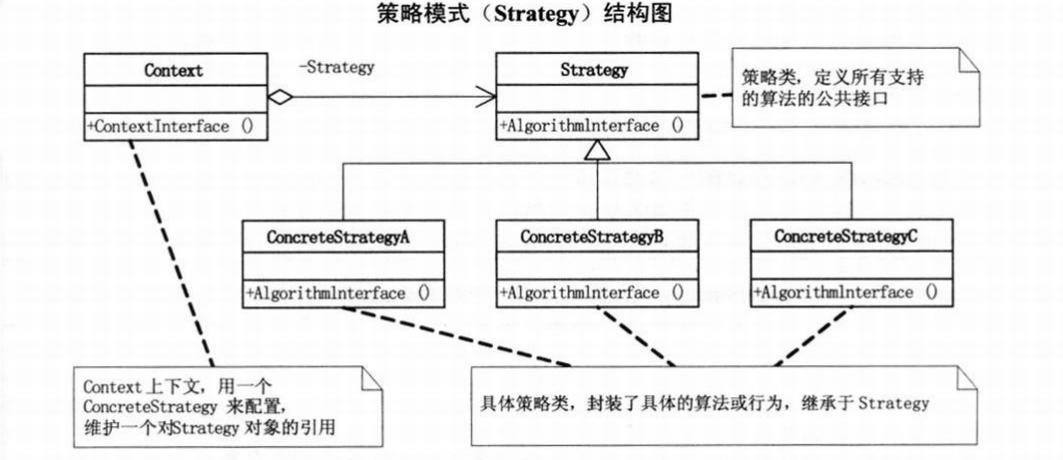 策略模式（Strategy）结构图
Context
-Strategy
Strategy
策略类，定义所有支持
的算法的公共接口
+ContextInterface ()
+AlgorithmInterface ()
ConcreteStrategyA
ConcreteStrategyB
ConcreteStrategyC
+AlgorithmInterface ()
+AlgorithmInterface ()
+AlgorithmInterface ()
Context 上下文，用一个
ConcreteStrategy 来配置，
维护一个对Strategy 对象的引用
具体策略类，封装了具体的算法或行为，继承于 Strategy